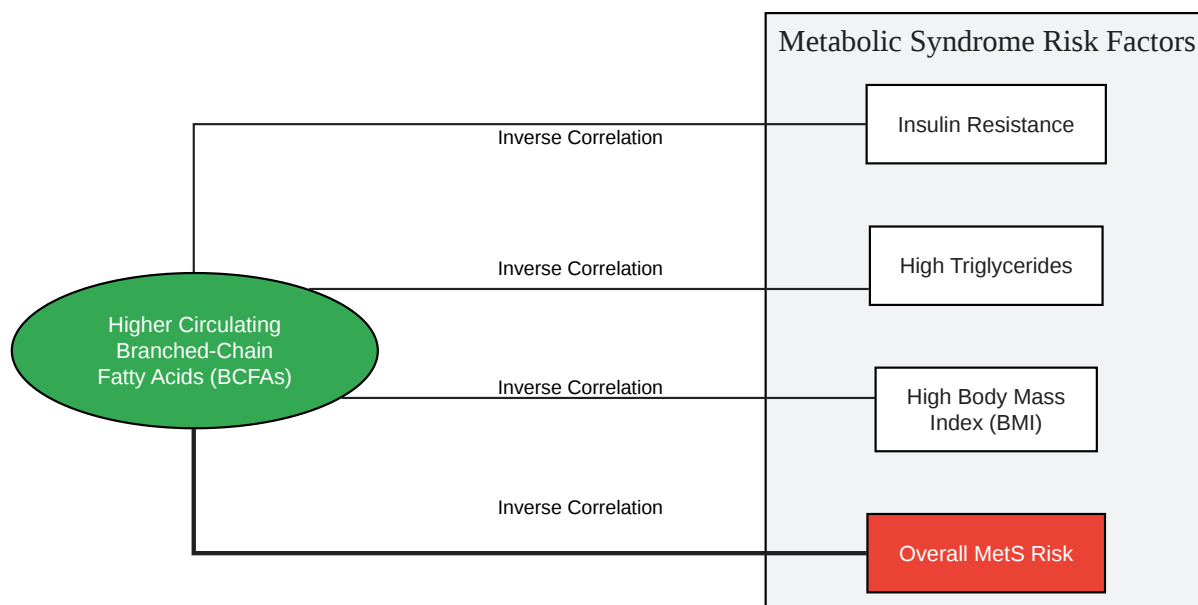 Metabolic Syndrome Risk Factors
Insulin Resistance
Inverse Correlation
High Triglycerides
Inverse Correlation
Higher Circulating
Branched-Chain
Fatty Acids (BCFAs)
Inverse Correlation
High Body Mass
Index (BMI)
Inverse Correlation
Overall MetS Risk